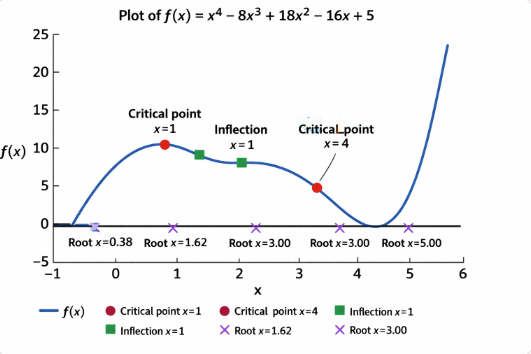 Plot of f(x) = x⁴ − 8x³ + 18x² − 16x + 5
25
20
15
10
5
0
−5
f(x)
Critical point
x=1
Inflection
x=1
Critical point
x=4
Root x=0.38 Root x=1.62 Root x=3.00 Root x=3.00 Root x=5.00
−1 0 1 2 3 4 5 6
x
f(x) Critical point x=1 Critical point x=4 Inflection x=1
Inflection x=1 Root x=1.62 Root x=3.00